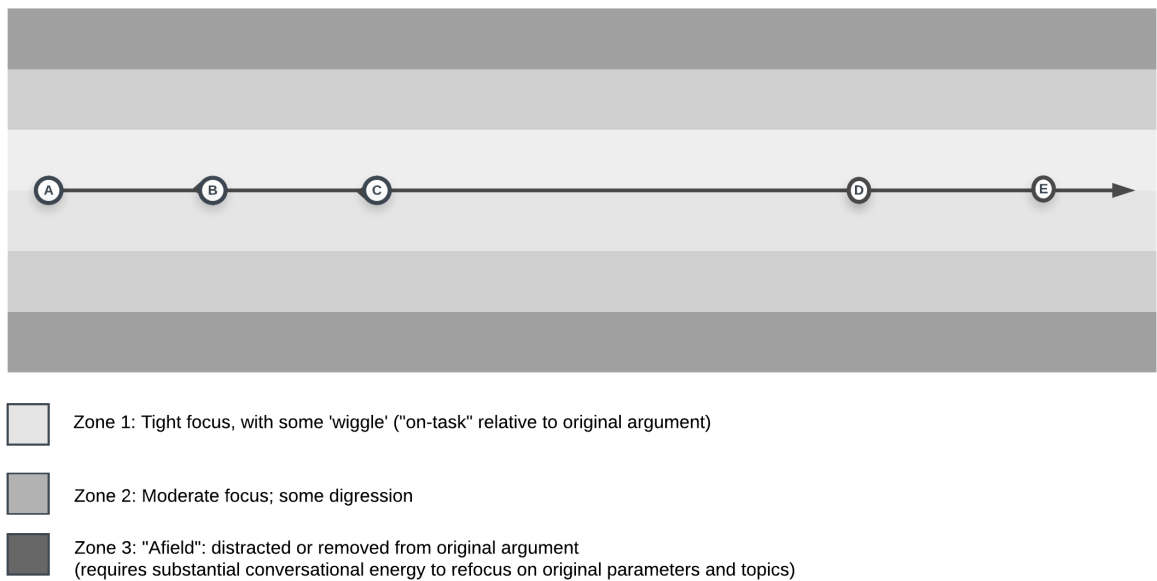 A
B
C
D
E
Zone 1: Tight focus, with some 'wiggle' ("on-task" relative to original argument)
Zone 2: Moderate focus; some digression
Zone 3: "Afield": distracted or removed from original argument
(requires substantial conversational energy to refocus on original parameters and topics)